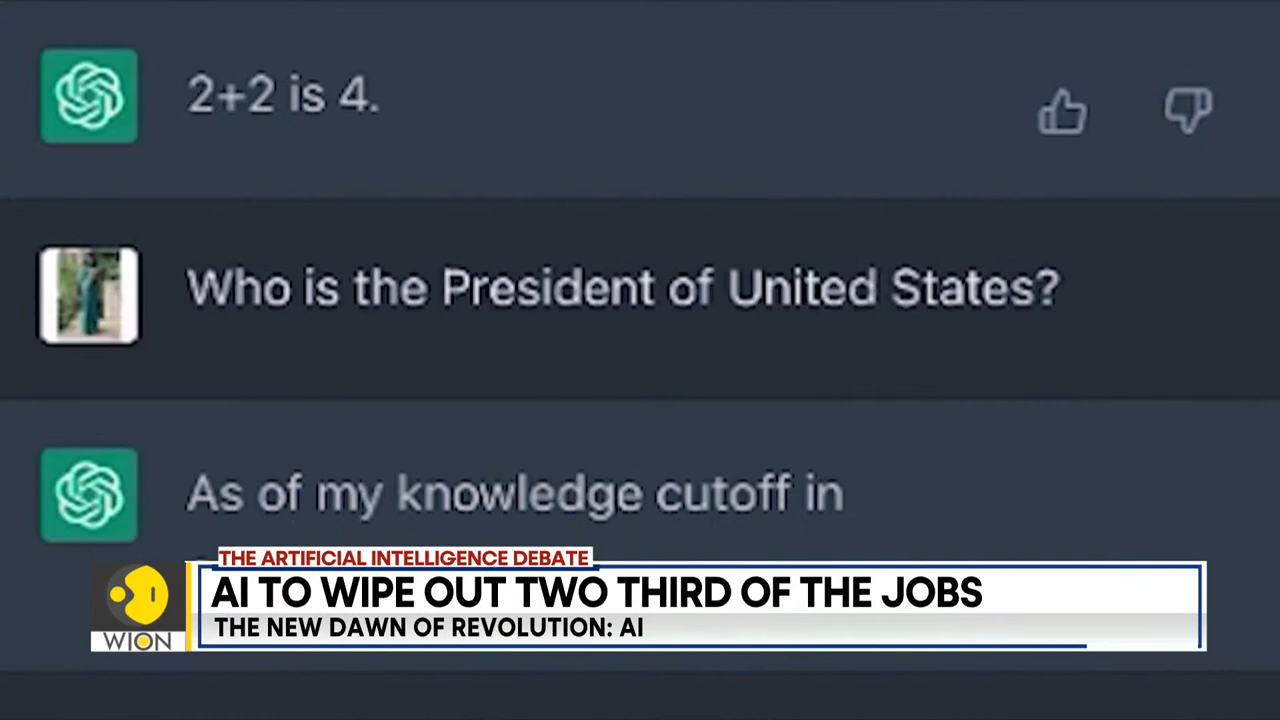 2+2 is 4.
Who is the President of United States?
As of my knowledge cutoff in
THE ARTIFICIAL INTELLIGENCE DEBATE
AI TO WIPE OUT TWO THIRD OF THE JOBS
THE NEW DAWN OF REVOLUTION: AI
WION